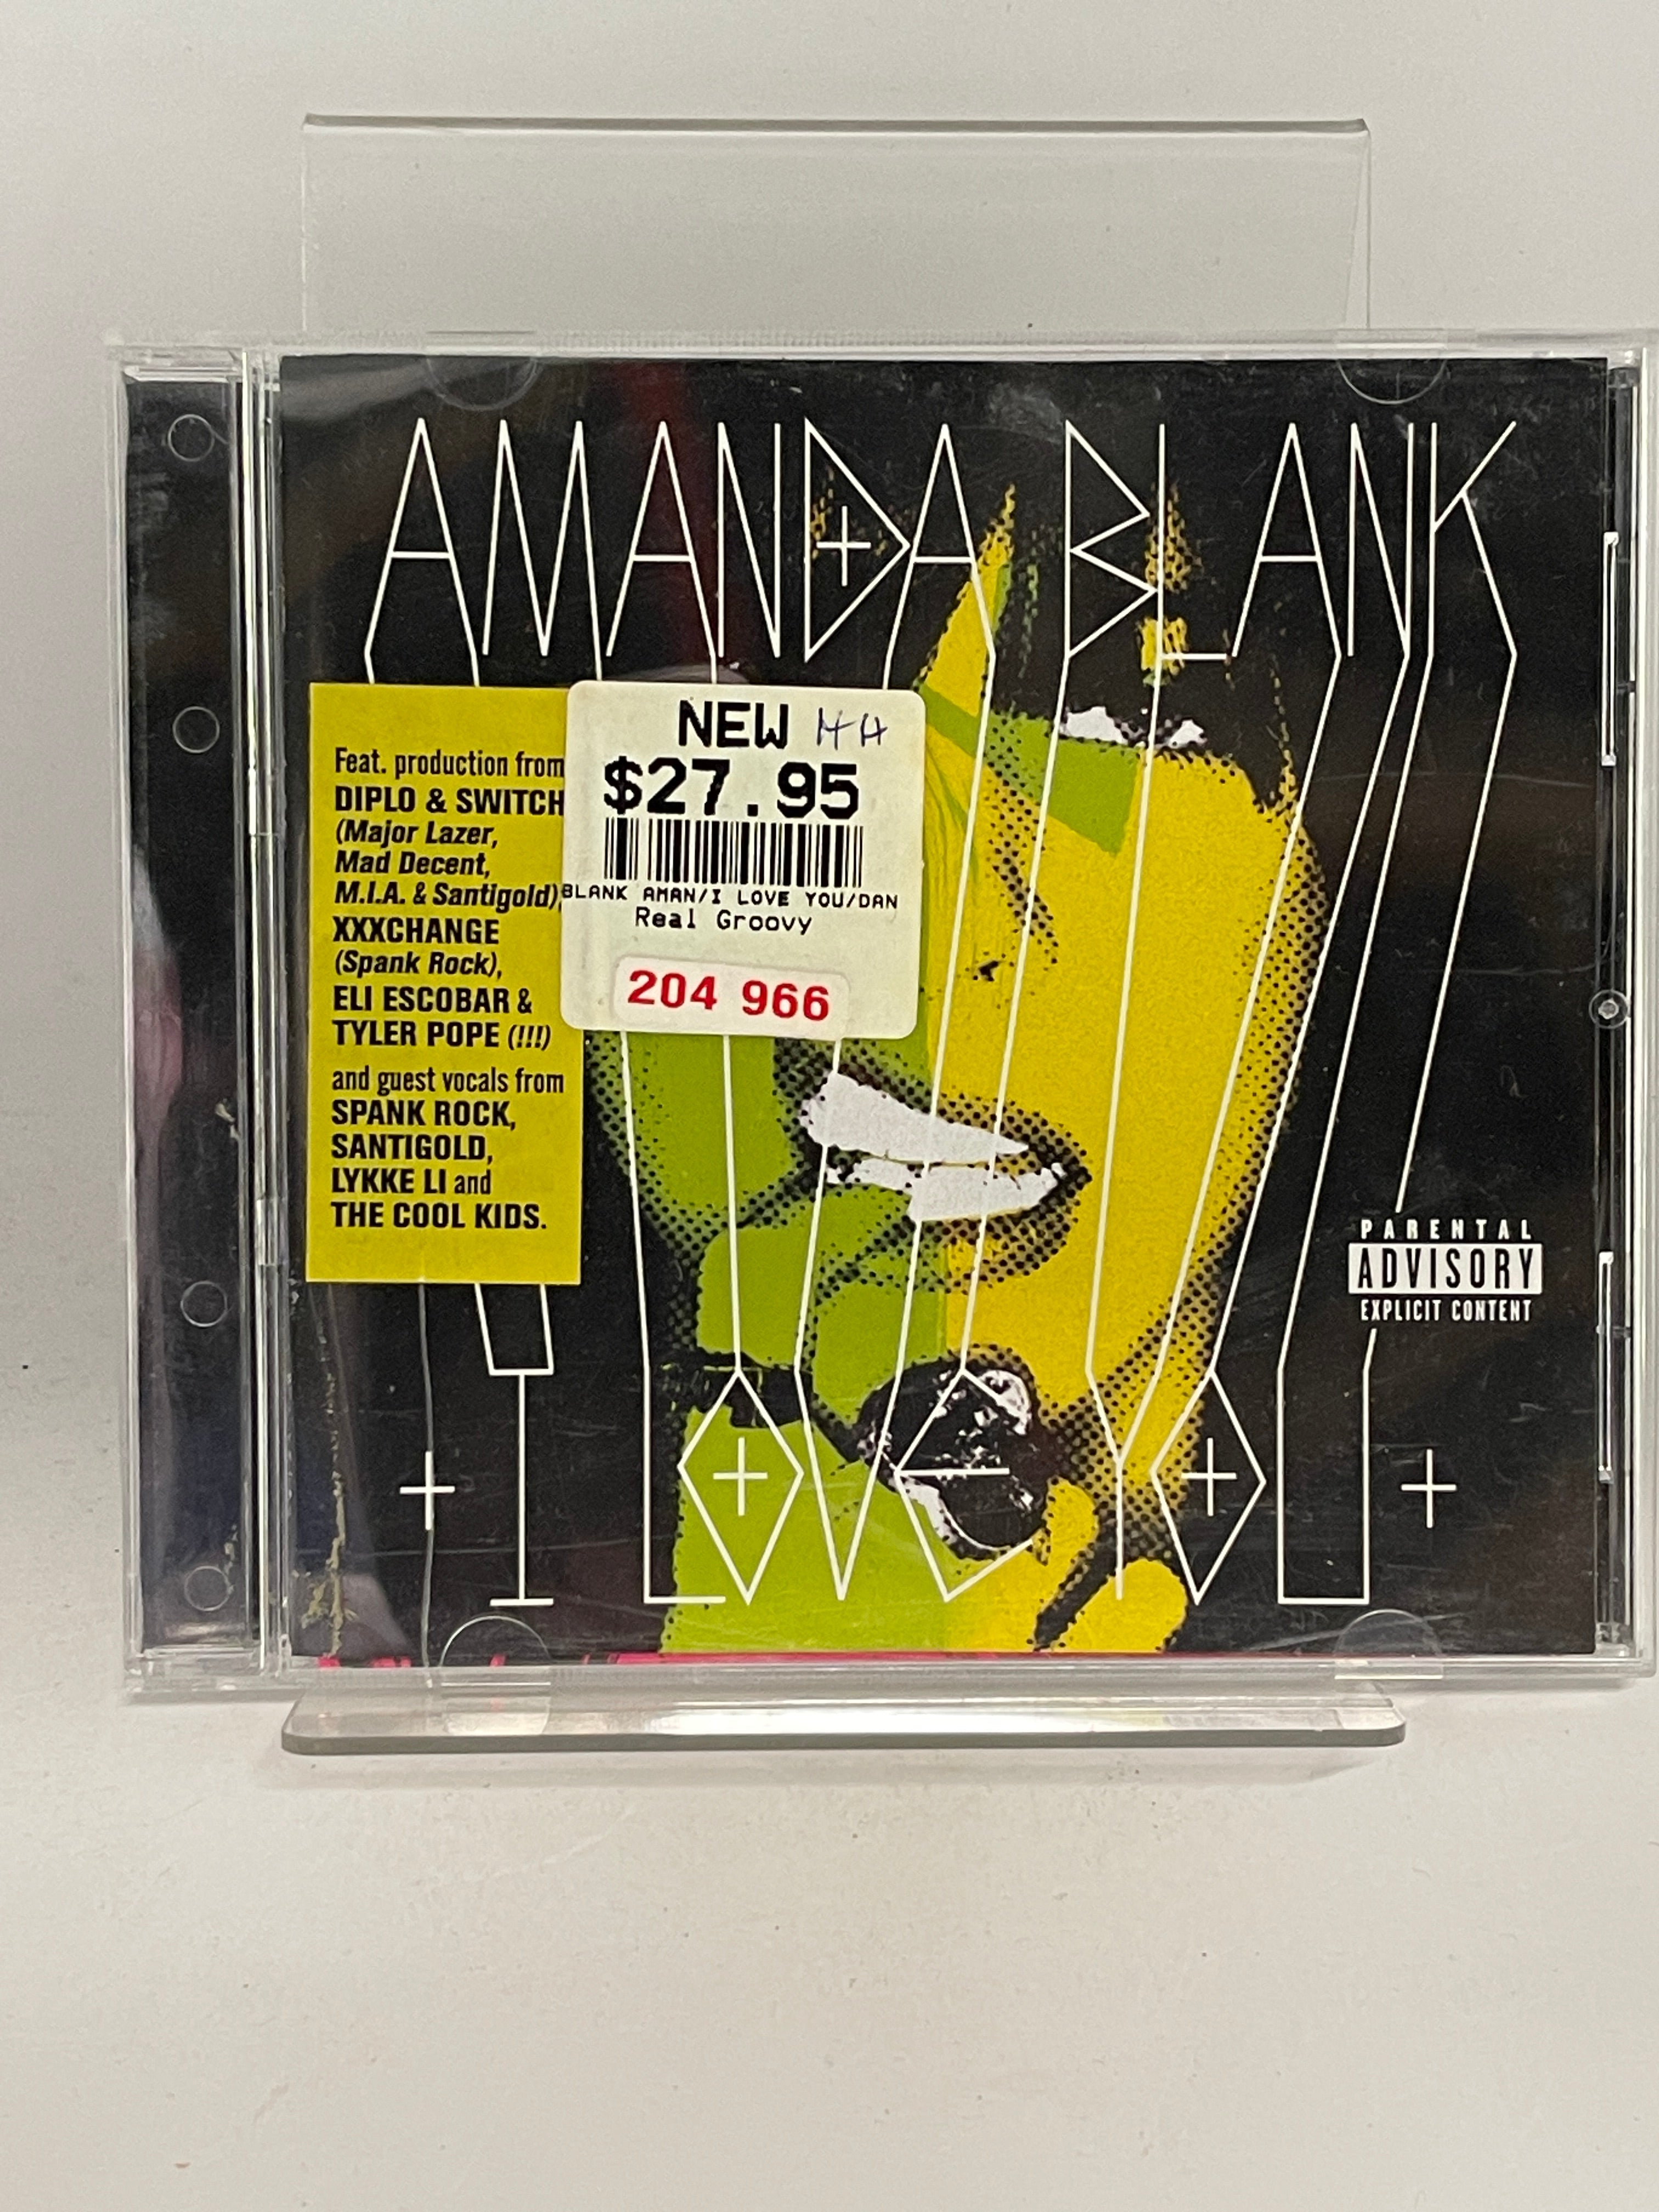 AMANDA BLANK
Feat. production from
DIPLO & SWITCH
(Major Lazer,
Mad Decent,
M.I.A. & Santigold),
XXXCHANGE
(Spank Rock),
ELI ESCOBAR &
TYLER POPE (!!!)
and guest vocals from
SPANK ROCK,
SANTIGOLD,
LYKKE LI and
THE COOL KIDS.
NEW HH
$27.95
BLANK AMAN/I LOVE YOU/DAN
Real Groovy
204 966
PARENTAL
ADVISORY
EXPLICIT CONTENT
+ I LOVE YOU +